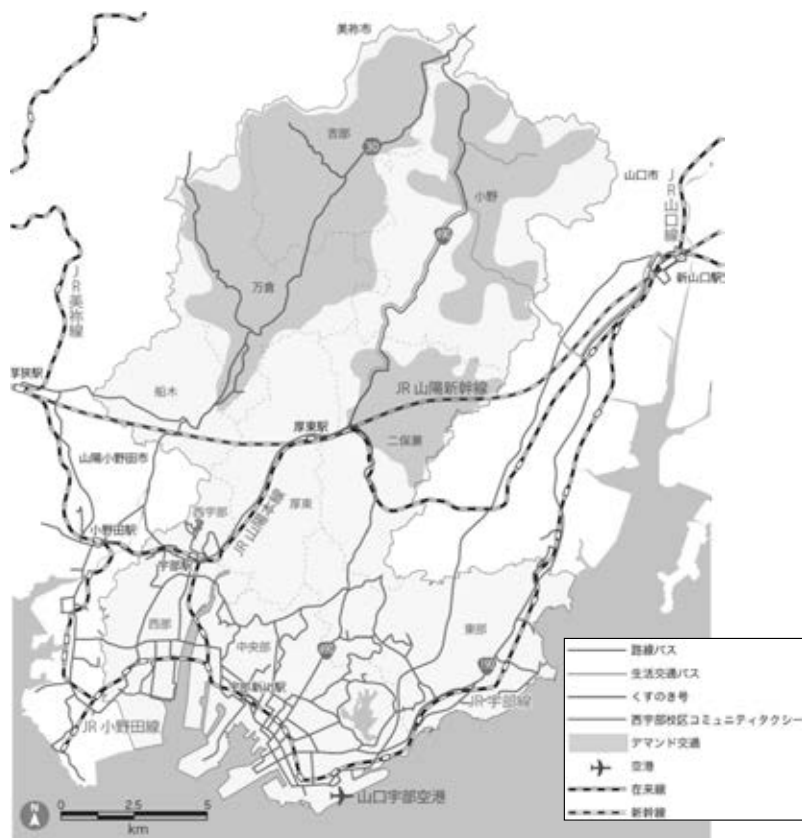 美祢市
吉部
30
小野
山口市
JR山口線
490
新山口駅
JR美祢線
万倉
厚狭駅
船木
JR山陽新幹線
厚東駅
二俣瀬
山陽小野田市
西宇部
厚東
JR山陽本線
小野田駅
宇部駅
西部
中央部
東部
490
190
JR宇部線
JR小野田線
山口宇部空港
N
0 2.5 5
km
路線バス
生活交通バス
くすのき号
西宇部校区コミュニティタクシー
デマンド交通
空港
在来線
新幹線